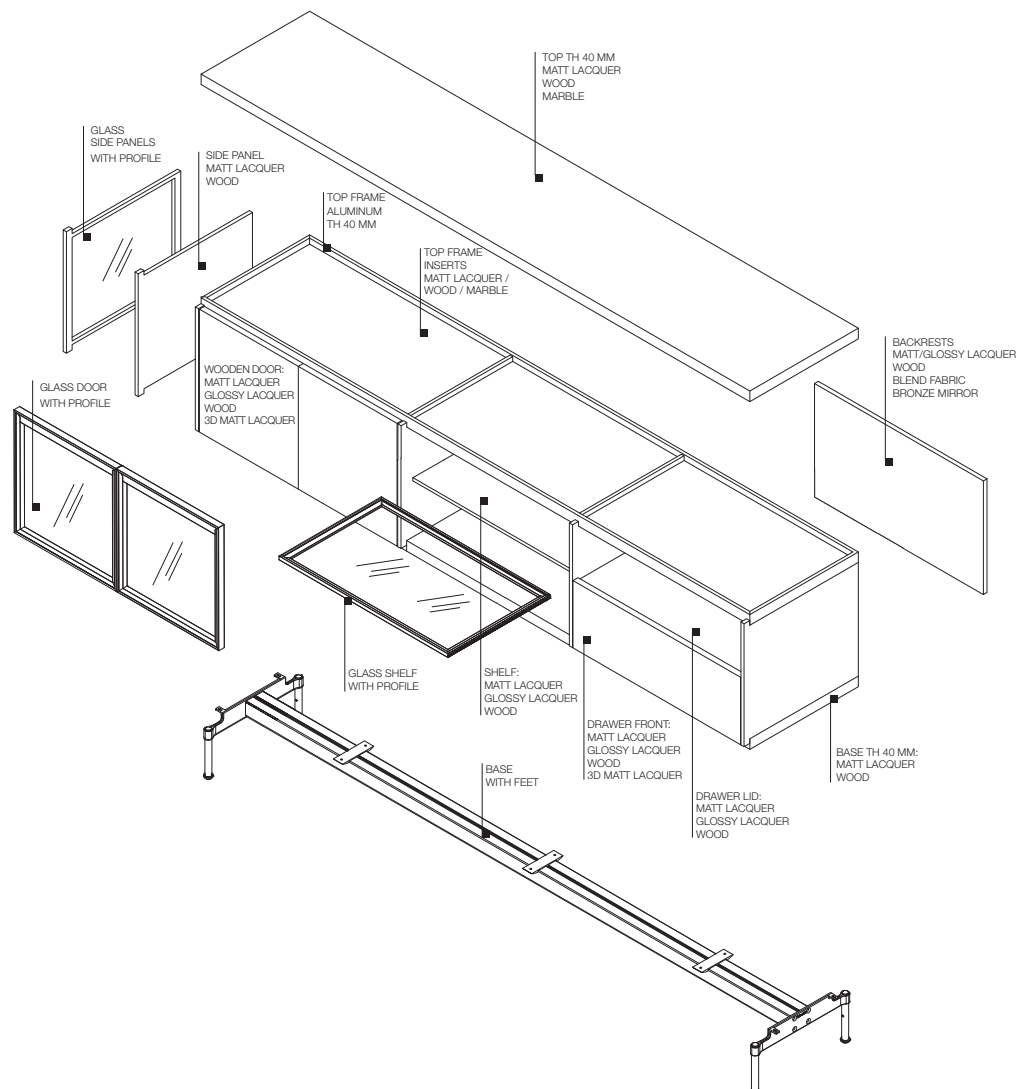 TOP TH 40 MM
MATT LACQUER
WOOD
MARBLE
GLASS
SIDE PANELS
WITH PROFILE
SIDE PANEL
MATT LACQUER
WOOD
TOP FRAME
ALUMINUM
TH 40 MM
TOP FRAME
INSERTS
MATT LACQUER /
WOOD / MARBLE
BACKRESTS
MATT/GLOSSY LACQUER
WOOD
BLEND FABRIC
BRONZE MIRROR
WOODEN DOOR:
MATT LACQUER
GLOSSY LACQUER
WOOD
3D MATT LACQUER
GLASS DOOR
WITH PROFILE
GLASS SHELF
WITH PROFILE
SHELF:
MATT LACQUER
GLOSSY LACQUER
WOOD
DRAWER FRONT:
MATT LACQUER
GLOSSY LACQUER
WOOD
3D MATT LACQUER
BASE TH 40 MM:
MATT LACQUER
WOOD
BASE
WITH FEET
DRAWER LID:
MATT LACQUER
GLOSSY LACQUER
WOOD